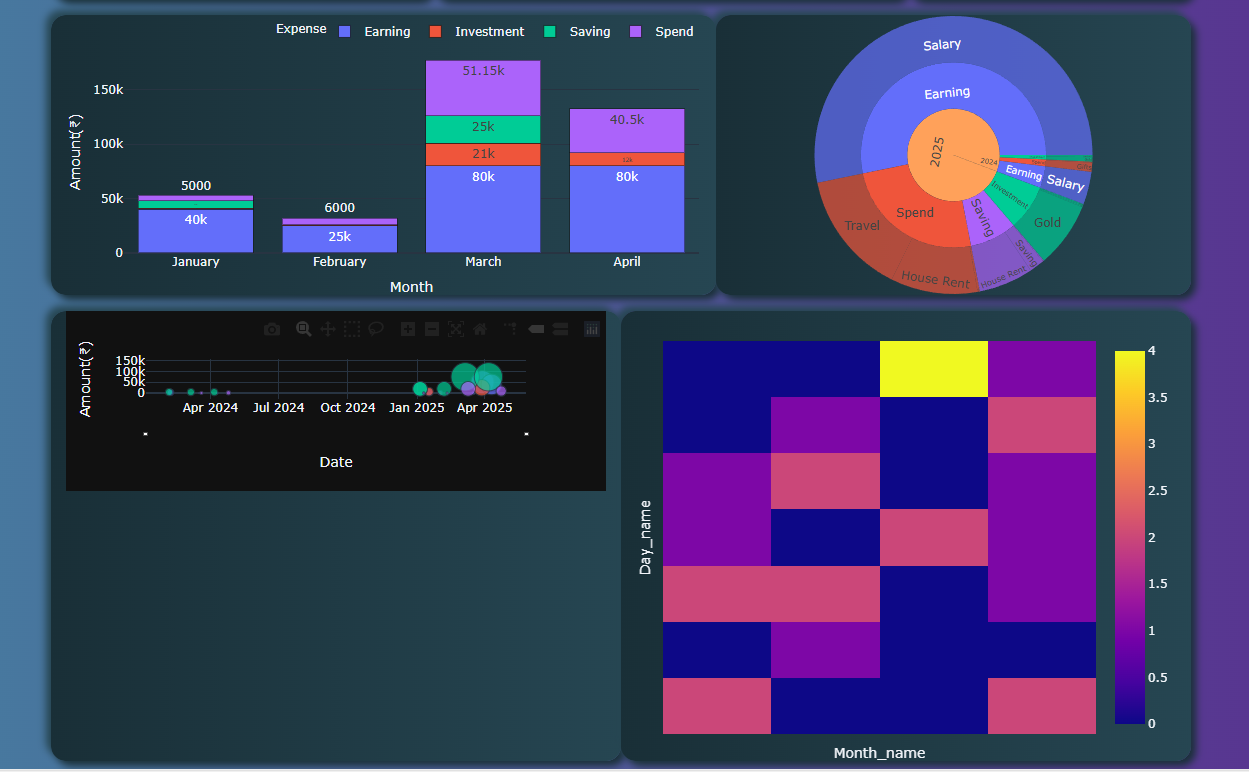 Expense Earning Investment Saving Spend
150k
100k
50k
0
Amount(₹)
5000
40k
6000
25k
51.15k
25k
21k
80k
40.5k
12k
80k
January February March April
Month
Salary
Earning
2025
2024
Earning
Salary
Investment
Gold
Saving
Saving
House Rent
Spend
Travel
House Rent
Amount(₹)
150k
100k
50k
0
Apr 2024 Jul 2024 Oct 2024 Jan 2025 Apr 2025
Date
Day_name
Month_name
4
3.5
3
2.5
2
1.5
1
0.5
0